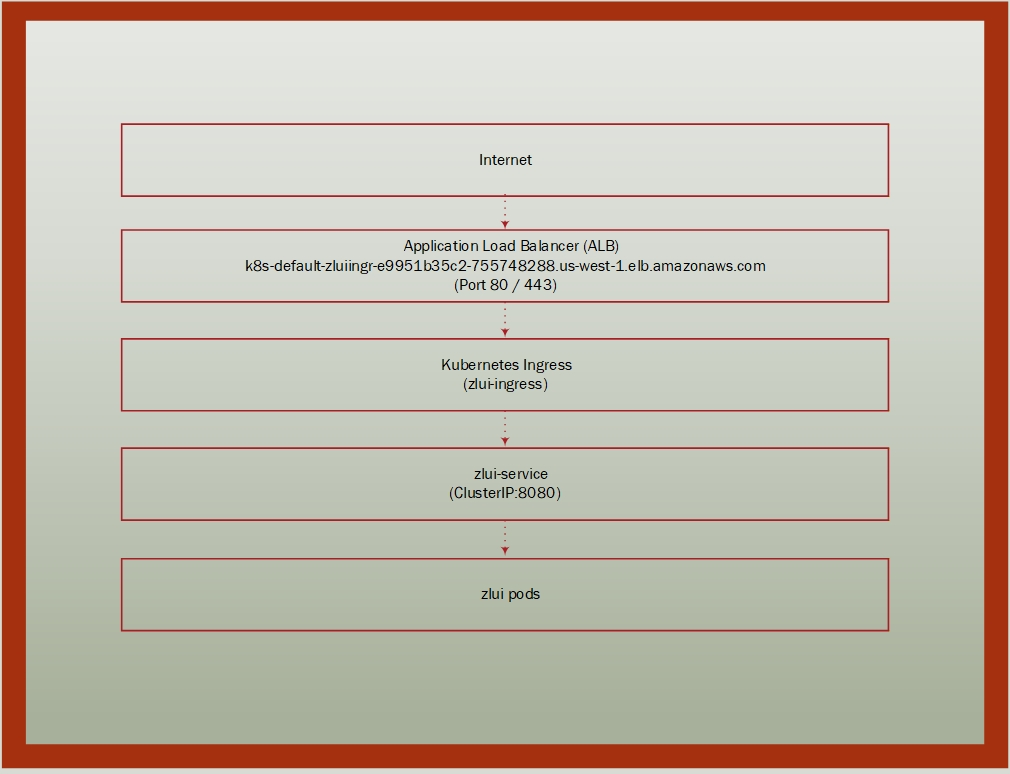 Internet
Application Load Balancer (ALB)
k8s-default-zluiingr-e9951b35c2-755748288.us-west-1.elb.amazonaws.com
(Port 80 / 443)
Kubernetes Ingress
(zlui-ingress)
zlui-service
(ClusterIP:8080)
zlui pods